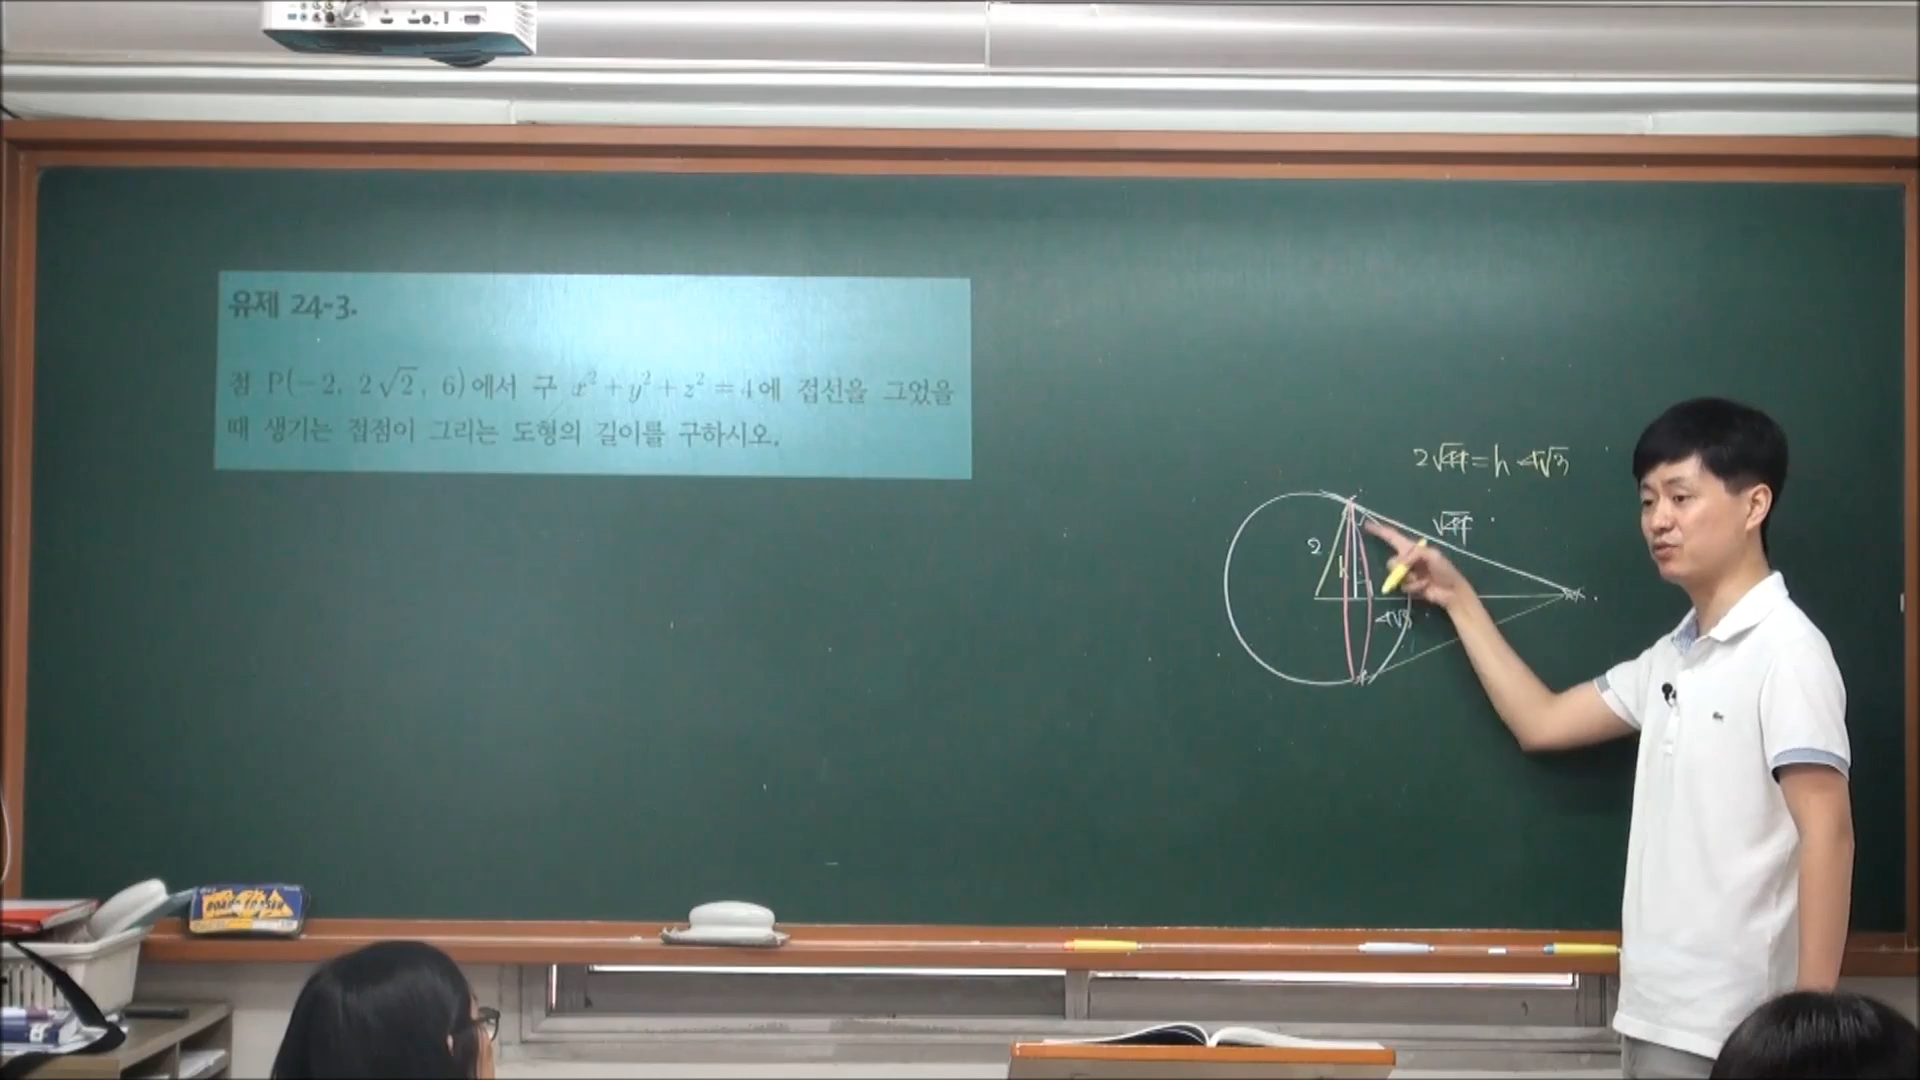 유제 24-3.
점 P(-2, 2√2, 6)에서 구 x²+y²+z²=4에 접선을 그었을
때 생기는 접점이 그리는 도형의 길이를 구하시오.
2√44=h 4√3
√44
2
h
4√3